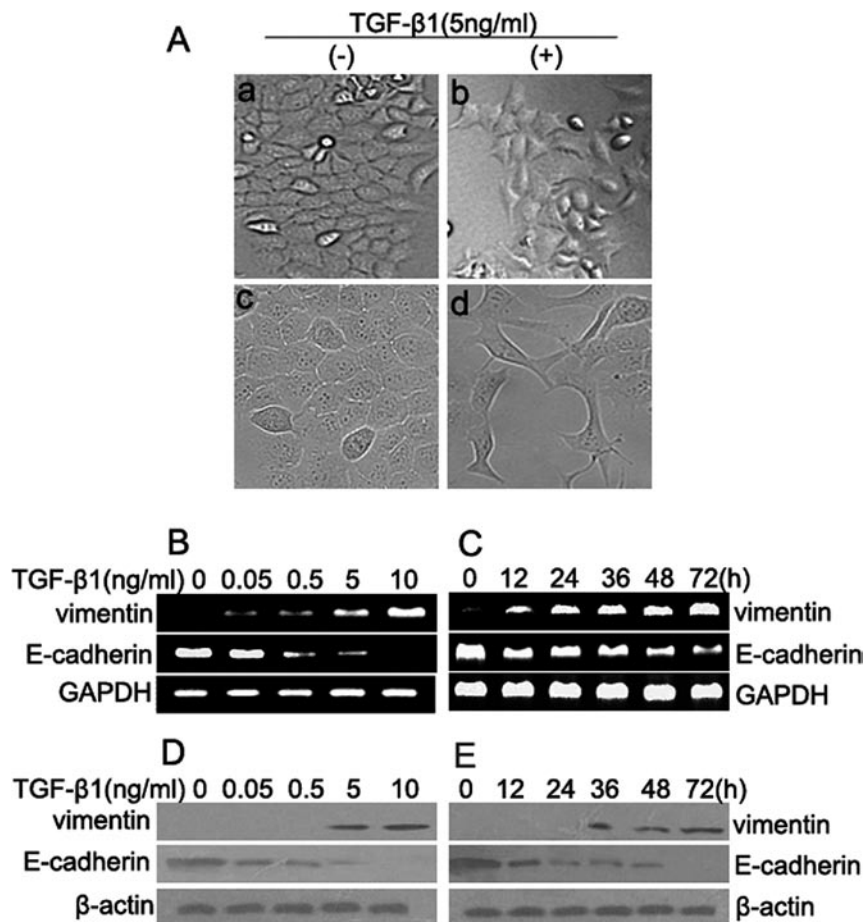 TGF-β1(5ng/ml)
A
(-) (+)
a b
c d
B
TGF-β1(ng/ml) 0 0.05 0.5 5 10
vimentin
E-cadherin
GAPDH
C
0 12 24 36 48 72(h)
vimentin
E-cadherin
GAPDH
D
TGF-β1(ng/ml) 0 0.05 0.5 5 10
vimentin
E-cadherin
β-actin
E
0 12 24 36 48 72(h)
vimentin
E-cadherin
β-actin